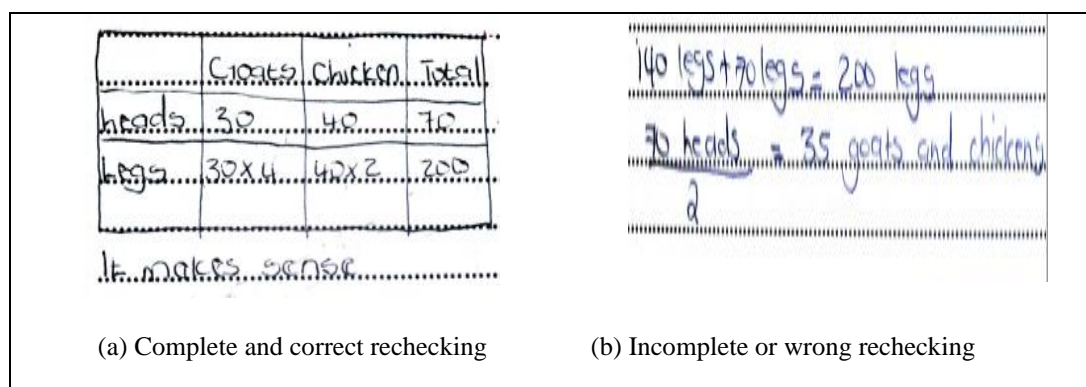 Goats Chicken Total
heads 30 40 70
Legs 30x4 40x2 200
It makes sense
140 legs + 70 legs = 200 legs
70 heads = 35 goats and chickens
2
(a) Complete and correct rechecking
(b) Incomplete or wrong rechecking